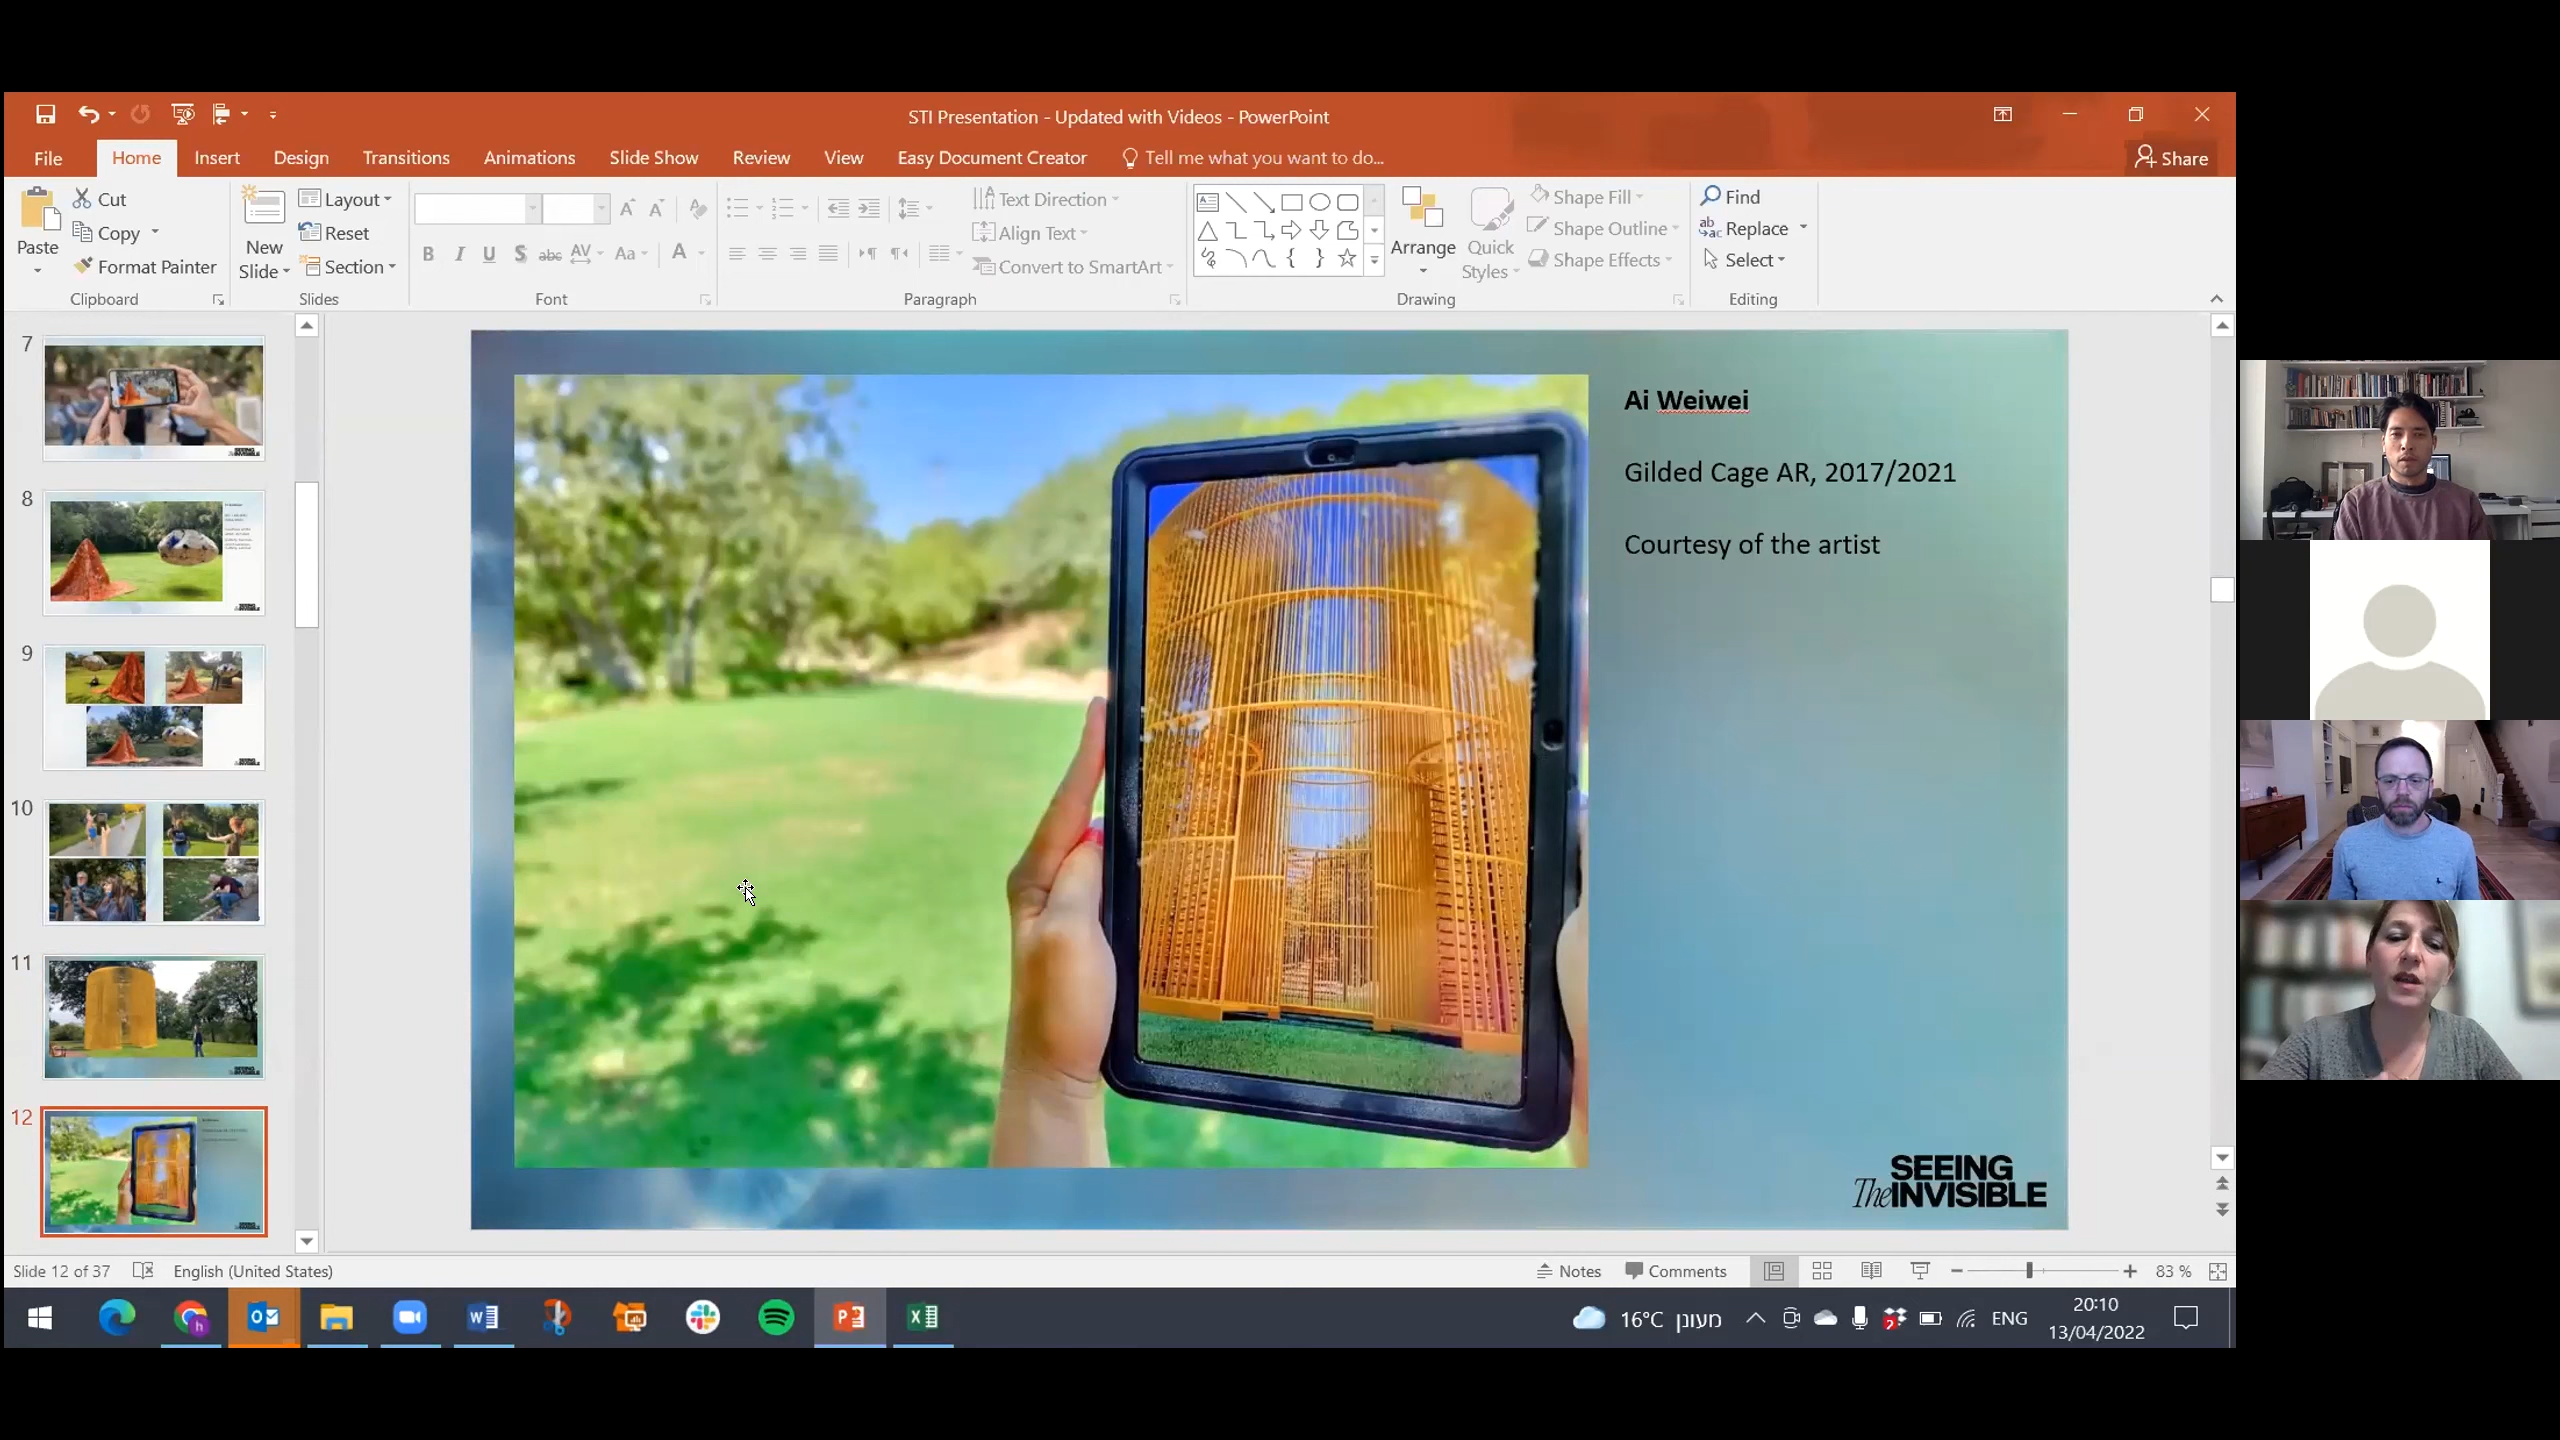 STI Presentation - Updated with Videos - PowerPoint
File
Home
Insert
Design
Transitions
Animations
Slide Show
Review
View
Easy Document Creator
Tell me what you want to do...
Share
Paste
Cut
Copy
Format Painter
Clipboard
New
Slide
Layout
Reset
Section
Slides
B I U S abc AV Aa A
Font
Text Direction
Align Text
Convert to SmartArt
Paragraph
Arrange
Quick
Styles
Shape Fill
Shape Outline
Shape Effects
Drawing
Find
Replace
Select
Editing
7
8
9
10
11
12
Ai Weiwei
Gilded Cage AR, 2017/2021
Courtesy of the artist
SEEING
The INVISIBLE
Slide 12 of 37
English (United States)
Notes
Comments
83 %
16°C מעונן
ENG
20:10
13/04/2022